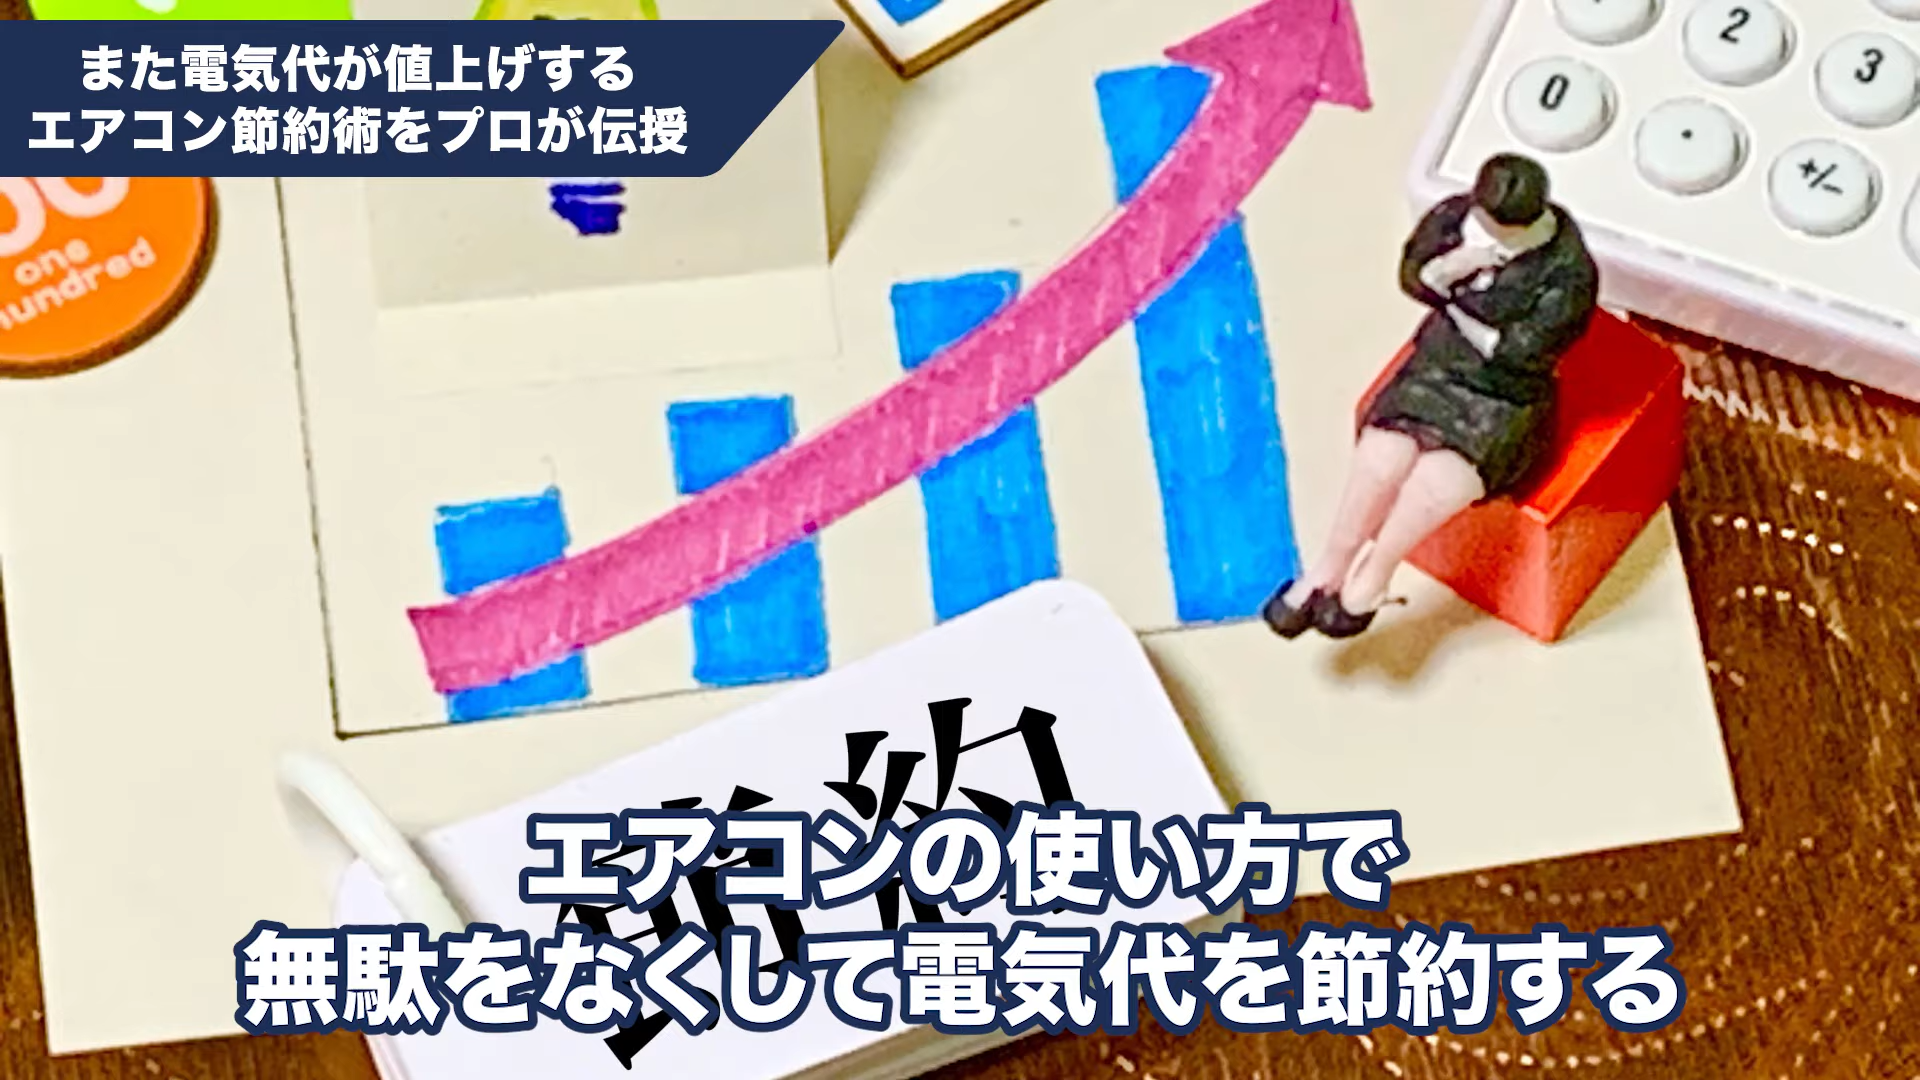 また電気代が値上げする
エアコン節約術をプロが伝授
one
hundred
0
2
3
+/-
節約
エアコンの使い方で
無駄をなくして電気代を節約する